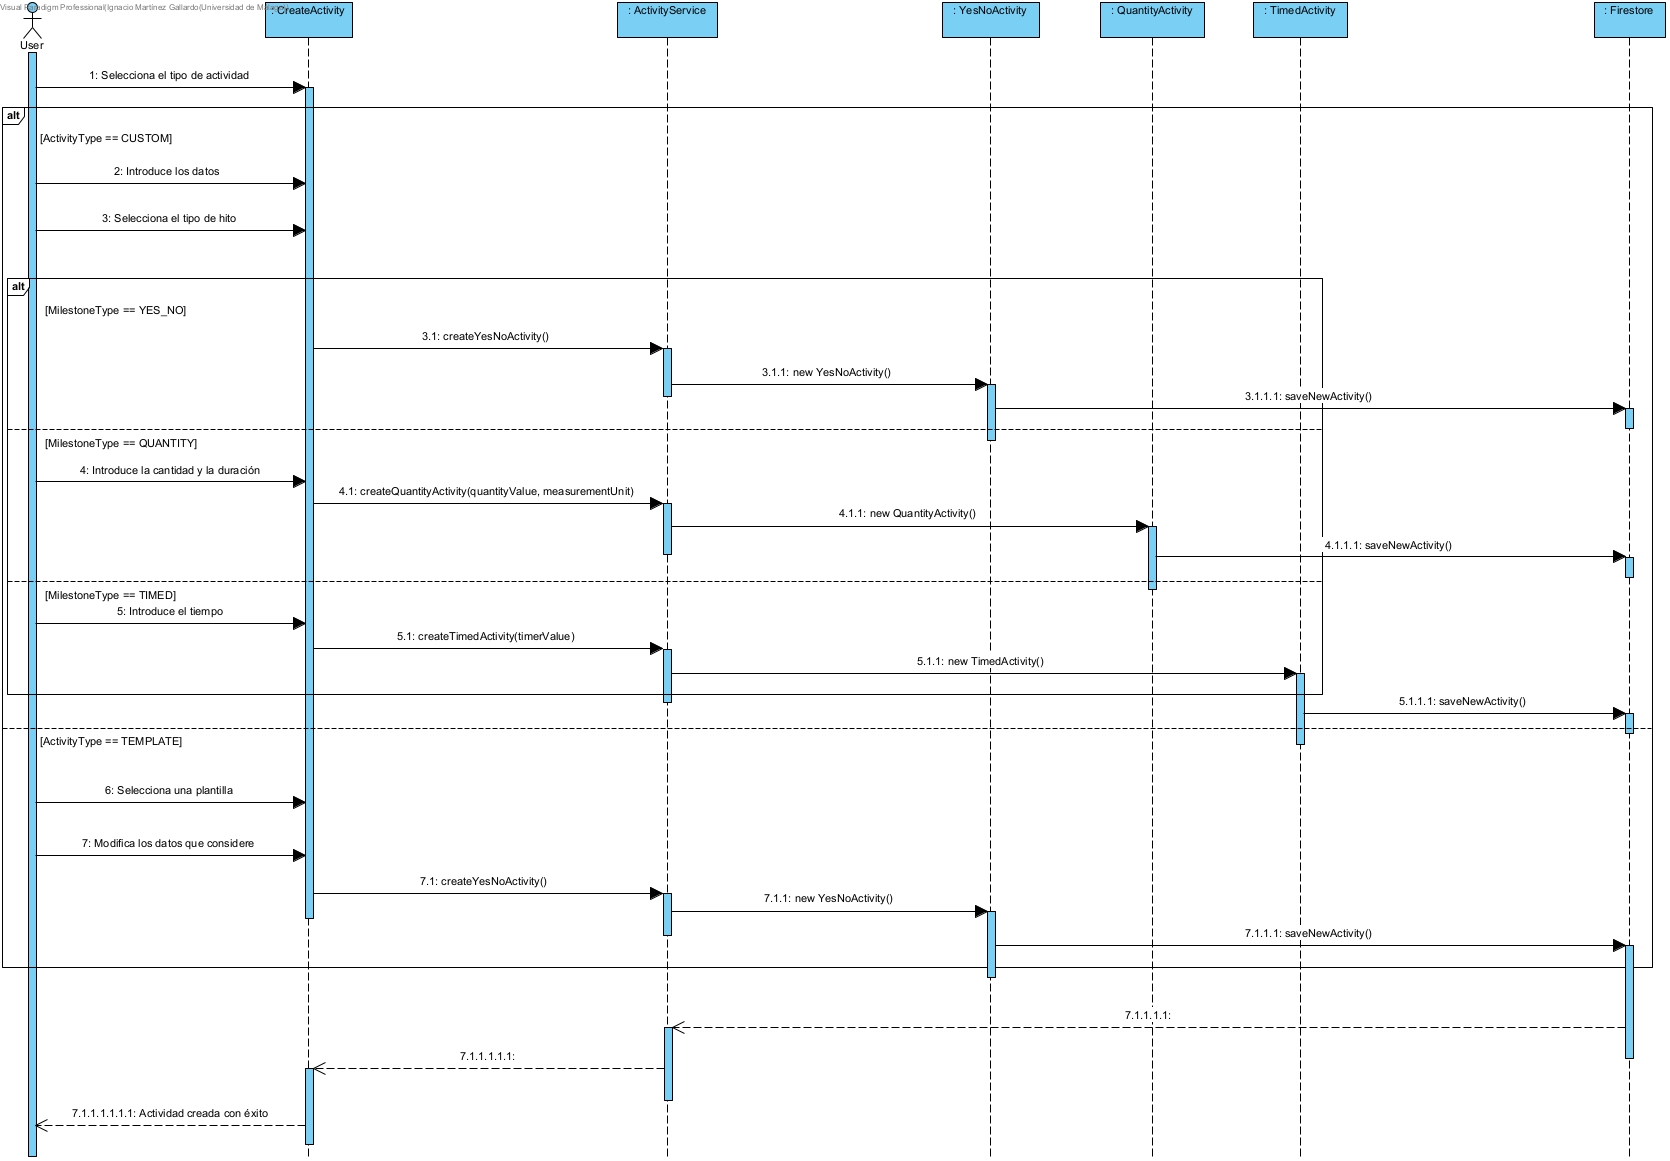 Visual Paradigm Professional(Ignacio Martínez Gallardo(Universidad de Málaga))
: CreateActivity
: ActivityService
: YesNoActivity
: QuantityActivity
: TimedActivity
: Firestore
User
1: Selecciona el tipo de actividad
alt
[ActivityType == CUSTOM]
2: Introduce los datos
3: Selecciona el tipo de hito
alt
[MilestoneType == YES_NO]
3.1: createYesNoActivity()
3.1.1: new YesNoActivity()
3.1.1.1: saveNewActivity()
[MilestoneType == QUANTITY]
4: Introduce la cantidad y la duración
4.1: createQuantityActivity(quantityValue, measurementUnit)
4.1.1: new QuantityActivity()
4.1.1.1: saveNewActivity()
[MilestoneType == TIMED]
5: Introduce el tiempo
5.1: createTimedActivity(timerValue)
5.1.1: new TimedActivity()
5.1.1.1: saveNewActivity()
[ActivityType == TEMPLATE]
6: Selecciona una plantilla
7: Modifica los datos que considere
7.1: createYesNoActivity()
7.1.1: new YesNoActivity()
7.1.1.1: saveNewActivity()
7.1.1.1.1:
7.1.1.1.1.1:
7.1.1.1.1.1.1: Actividad creada con éxito